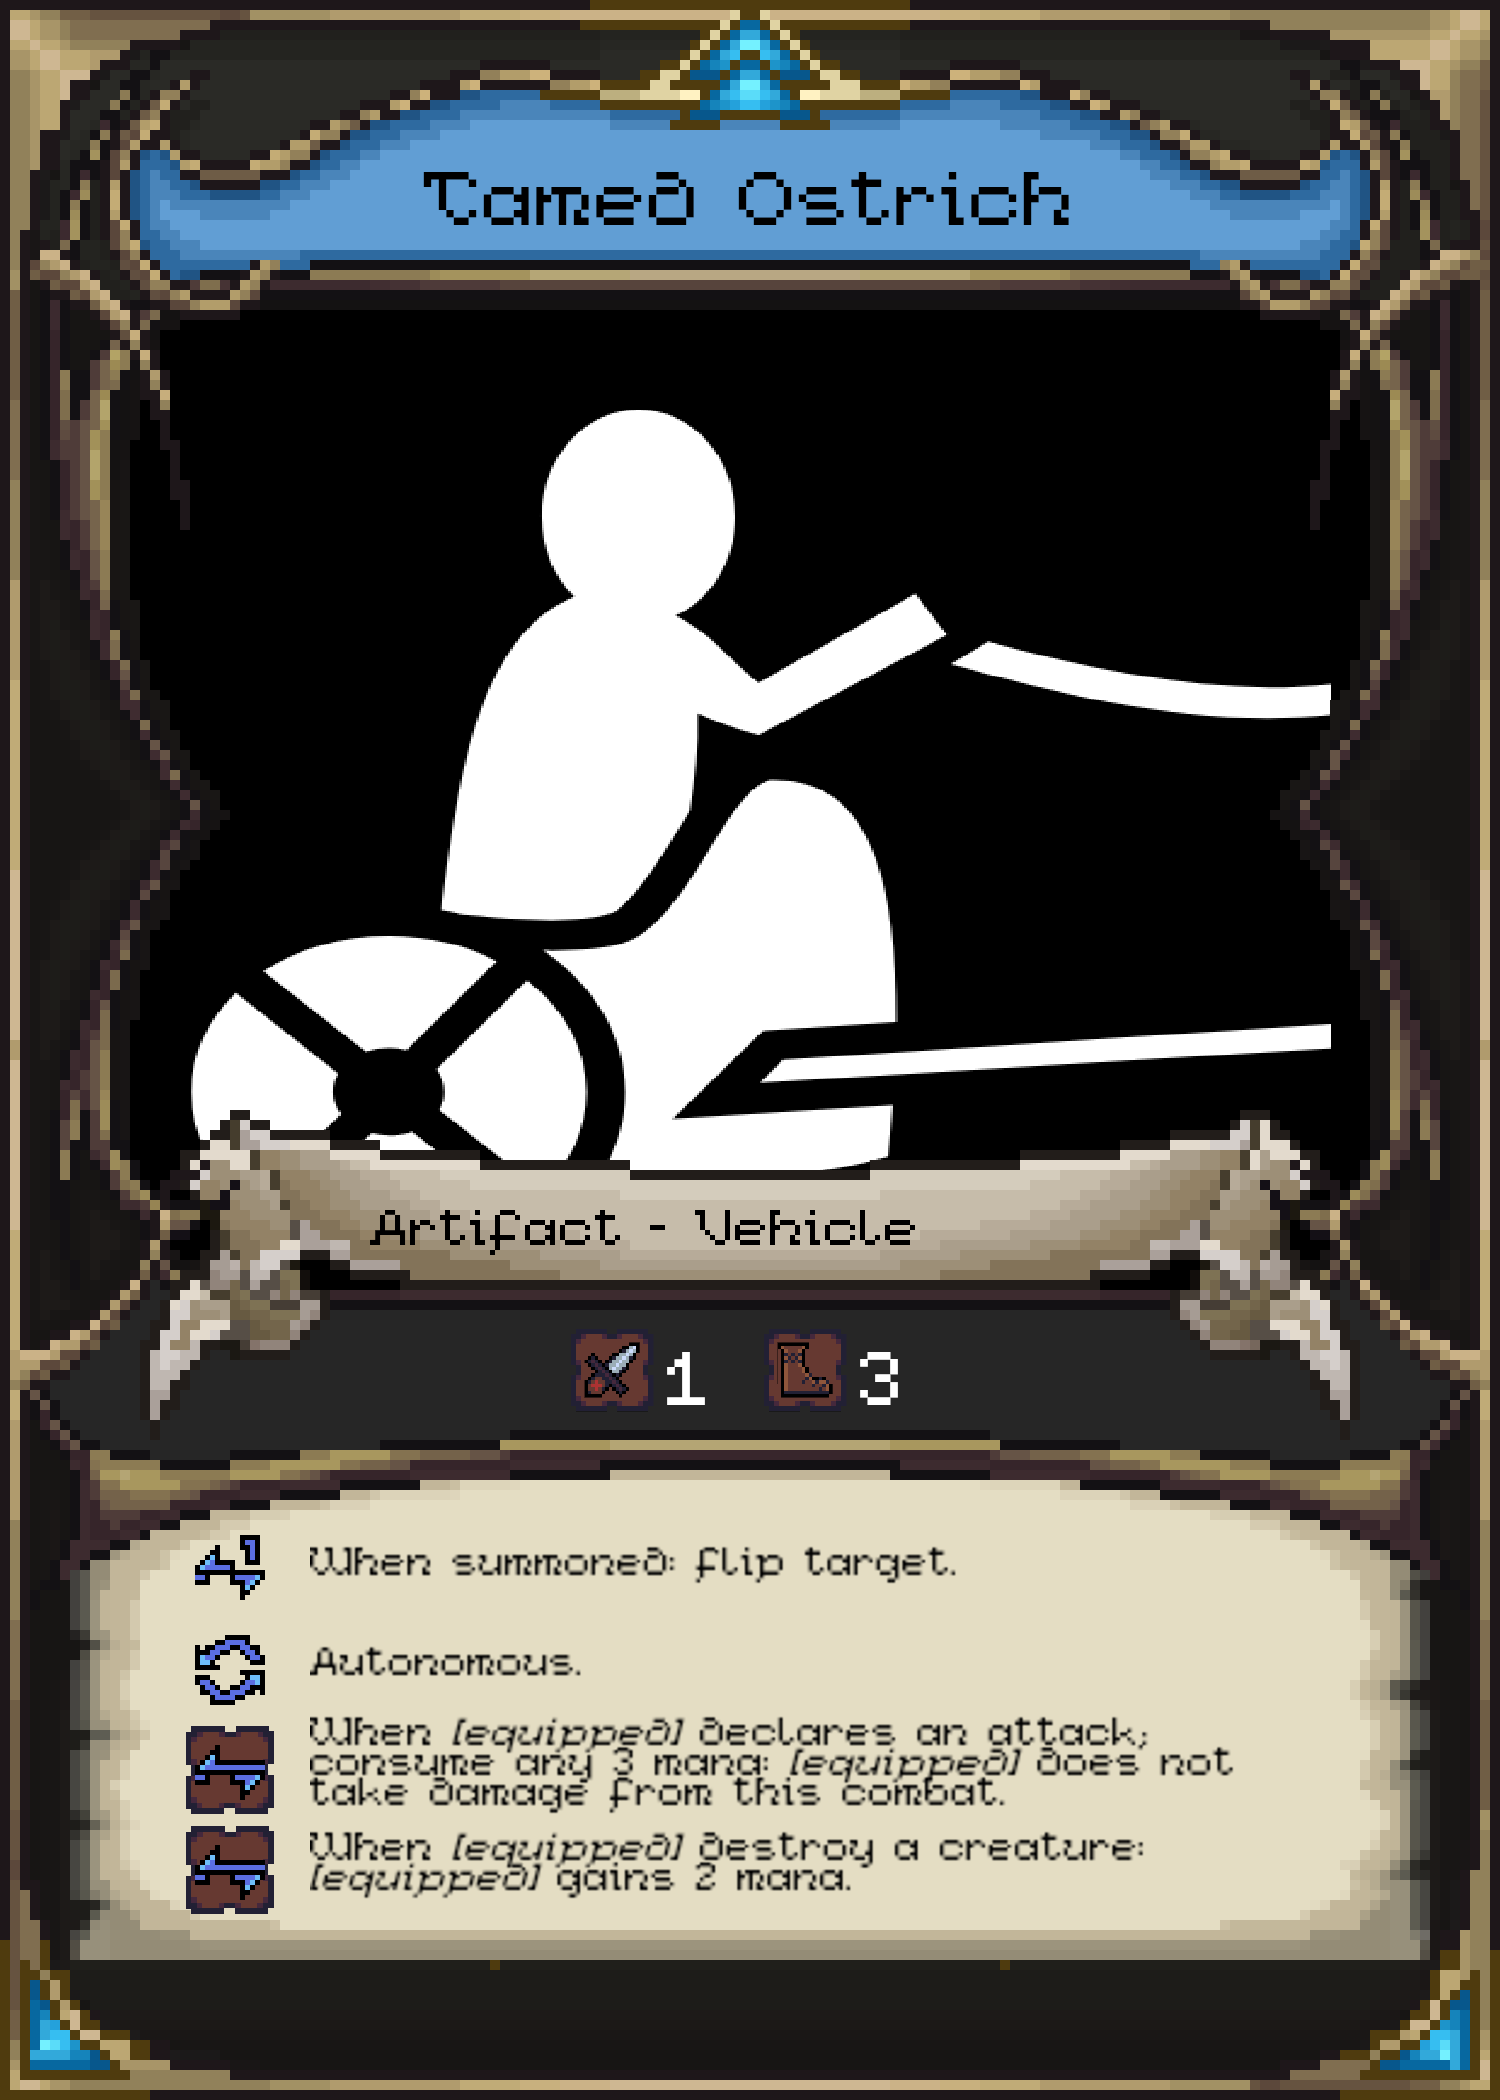 Tamed Ostrich
Artifact - Vehicle
1 3
When summoned: flip target.
Autonomous.
When [equipped] declares an attack;
consume any 3 mana: [equipped] does not
take damage from this combat.
When [equipped] destroy a creature:
[equipped] gains 2 mana.